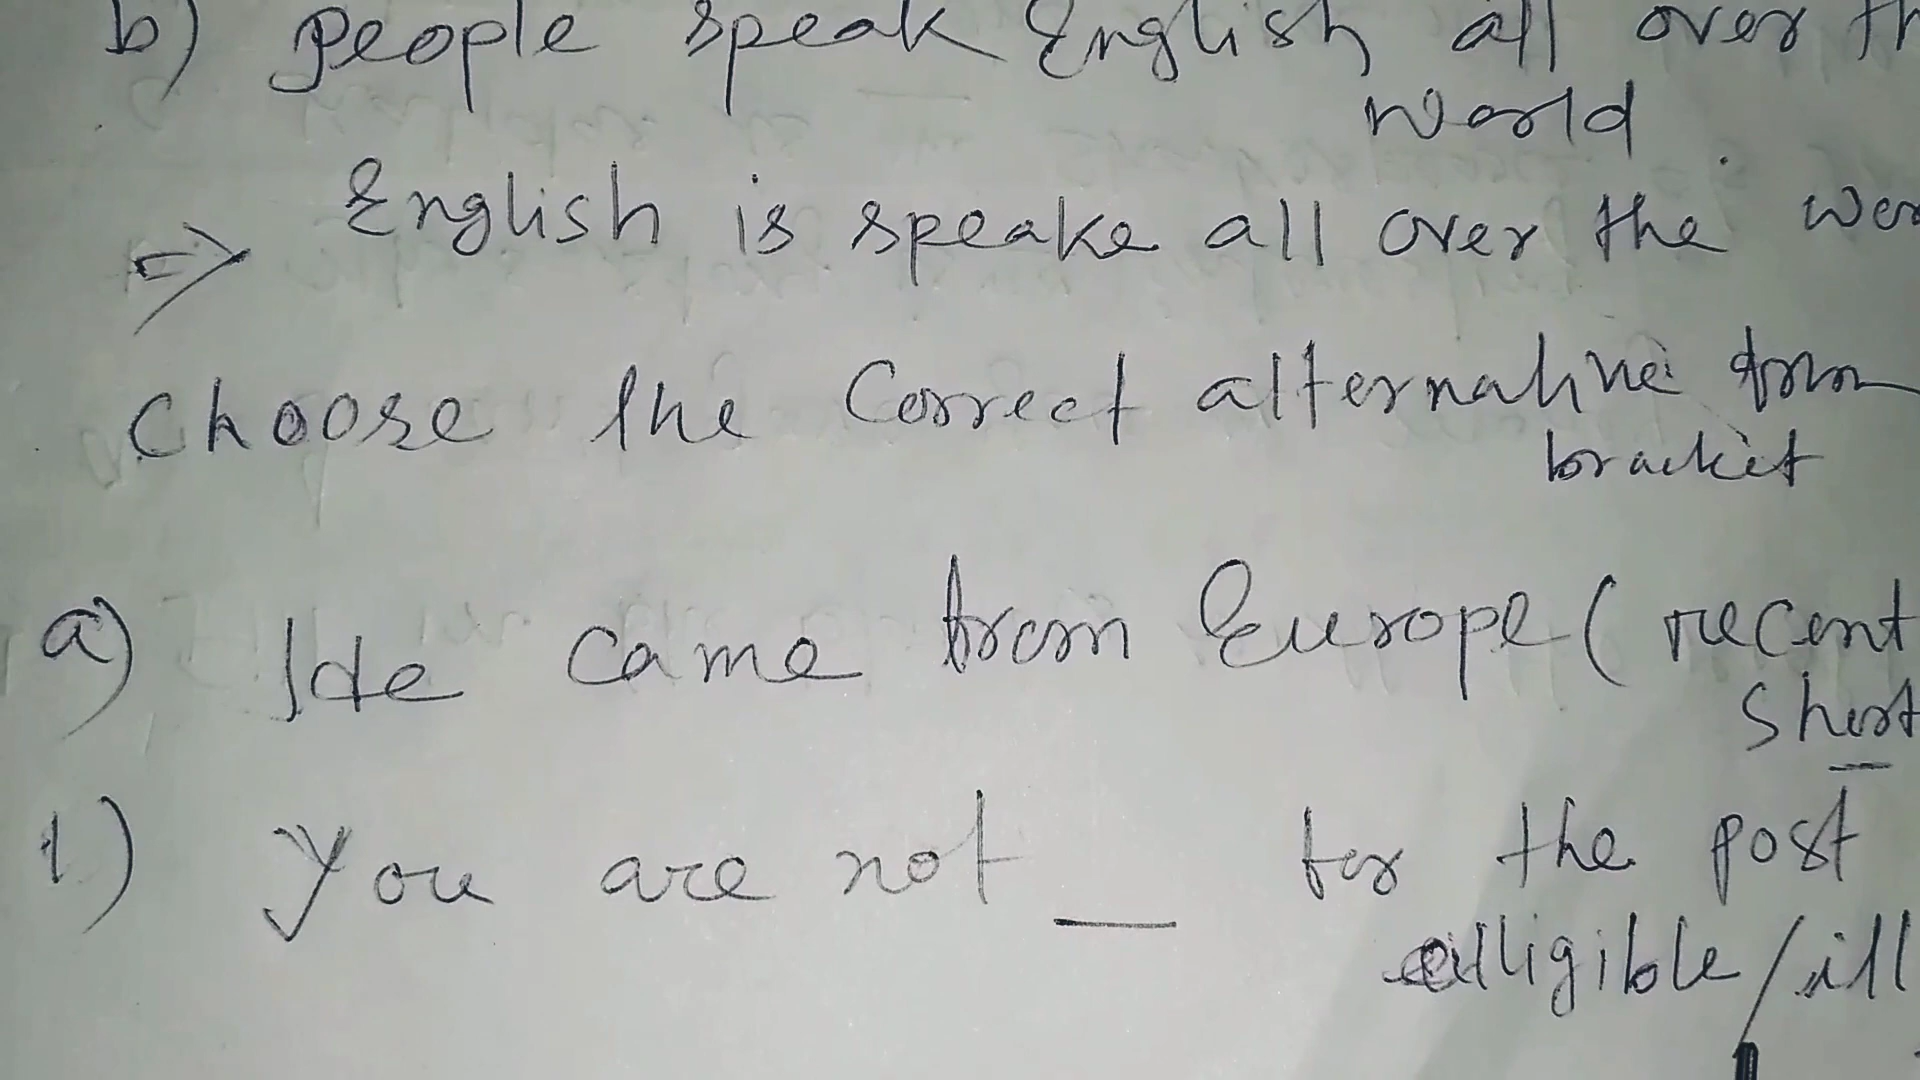 b) People speak English all over th
World
⇒ English is speake all over the wor
Choose the Correct alternative from
bracket
a) He came from Europe ( recent
short
1) You are not __ for the post
elligible / ill